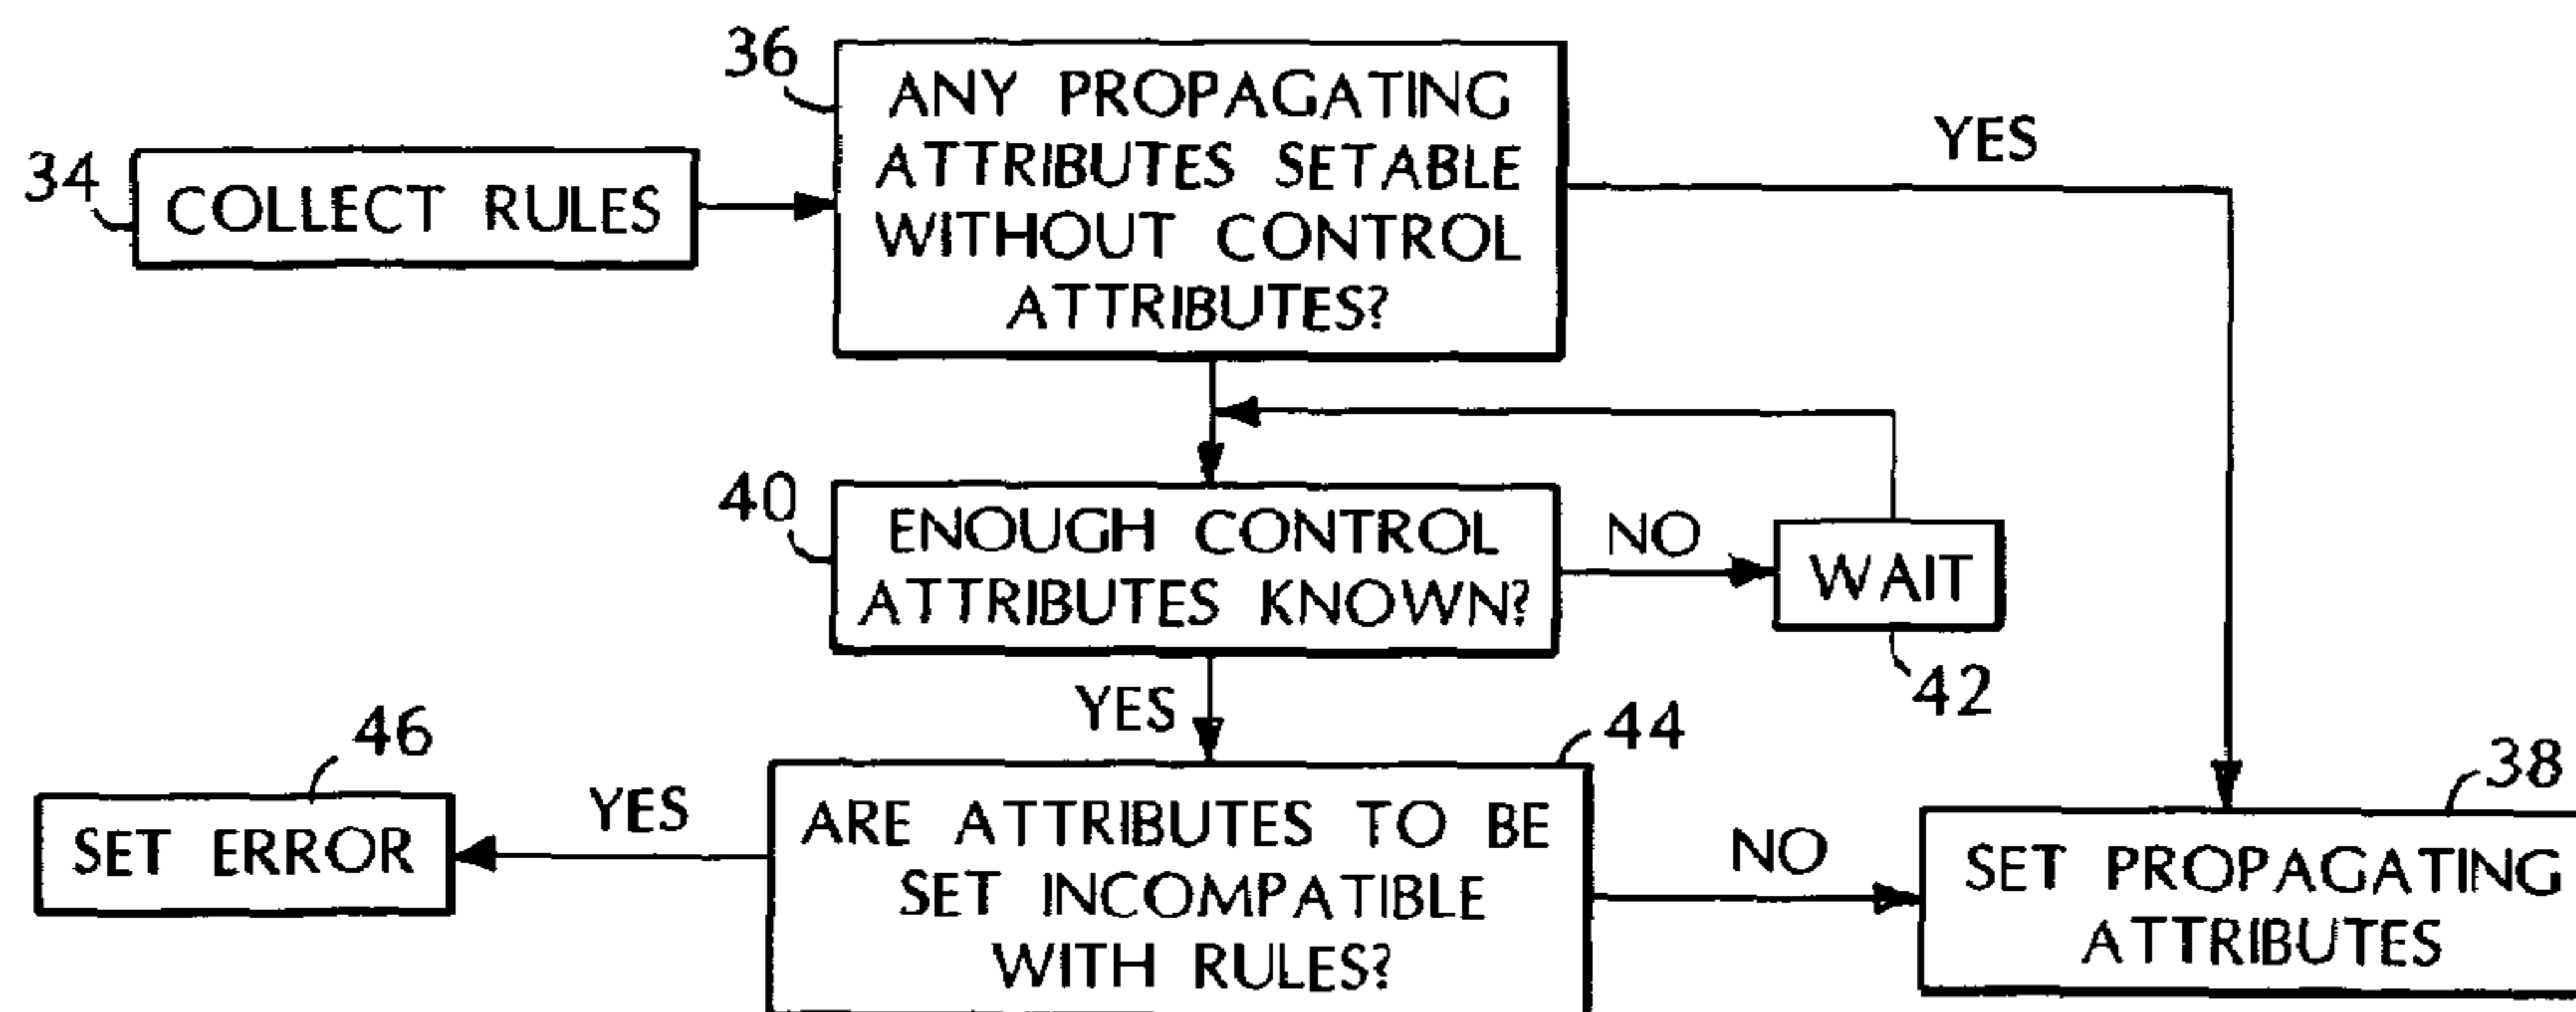 36
ANY PROPAGATING
ATTRIBUTES SETABLE
WITHOUT CONTROL
ATTRIBUTES?
YES
34
COLLECT RULES
40
ENOUGH CONTROL
ATTRIBUTES KNOWN?
NO
WAIT
42
YES
44
46
SET ERROR
YES
ARE ATTRIBUTES TO BE
SET INCOMPATIBLE
WITH RULES?
NO
38
SET PROPAGATING
ATTRIBUTES